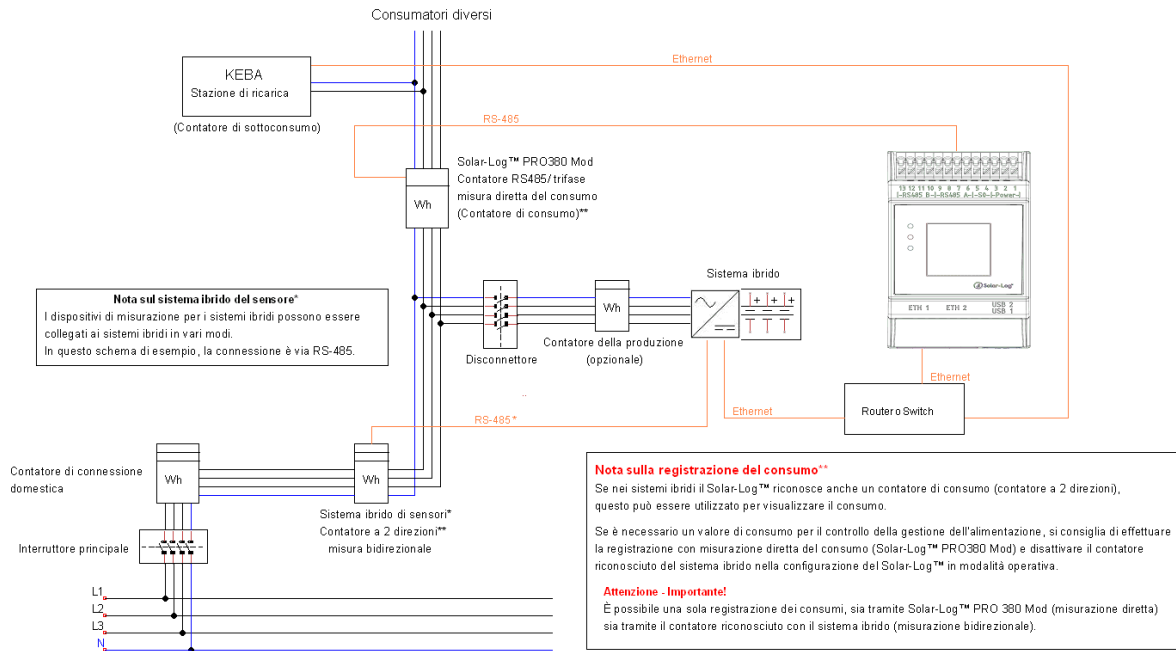 Consumatori diversi
Ethernet
KEBA
Stazione di ricarica
(Contatore di sottoconsumo)
RS-485
Solar-Log™ PRO380 Mod
Contatore RS485/ trifase
misura diretta del consumo
(Contatore di consumo)**
Wh
13 12 11 10 9 8 7 6 5 4 3 2 1
|-RS485 B-|-RS485 A-|-S0-|-Power-|
Solar-Log™
ETH 1 ETH 2 USB 2
USB 1
Nota sul sistema ibrido del sensore*
I dispositivi di misurazione per i sistemi ibridi possono essere
collegati ai sistemi ibridi in vari modi.
In questo schema di esempio, la connessione è via RS-485.
Sistema ibrido
Wh
Disconnettore
Contatore della produzione
(opzionale)
Ethernet
Router o Switch
Ethernet
RS-485*
Contatore di connessione
domestica
Wh
Wh
Sistema ibrido di sensori*
Contatore a 2 direzioni**
misura bidirezionale
Interruttore principale
L1
L2
L3
N
Nota sulla registrazione del consumo**
Se nei sistemi ibridi il Solar-Log™ riconosce anche un contatore di consumo (contatore a 2 direzioni),
questo può essere utilizzato per visualizzare il consumo.
Se è necessario un valore di consumo per il controllo della gestione dell'alimentazione, si consiglia di effettuare
la registrazione con misurazione diretta del consumo (Solar-Log™ PRO380 Mod) e disattivare il contatore
riconosciuto del sistema ibrido nella configurazione del Solar-Log™ in modalità operativa.
Attenzione - Importante!
È possibile una sola registrazione dei consumi, sia tramite Solar-Log™ PRO 380 Mod (misurazione diretta)
sia tramite il contatore riconosciuto con il sistema ibrido (misurazione bidirezionale).